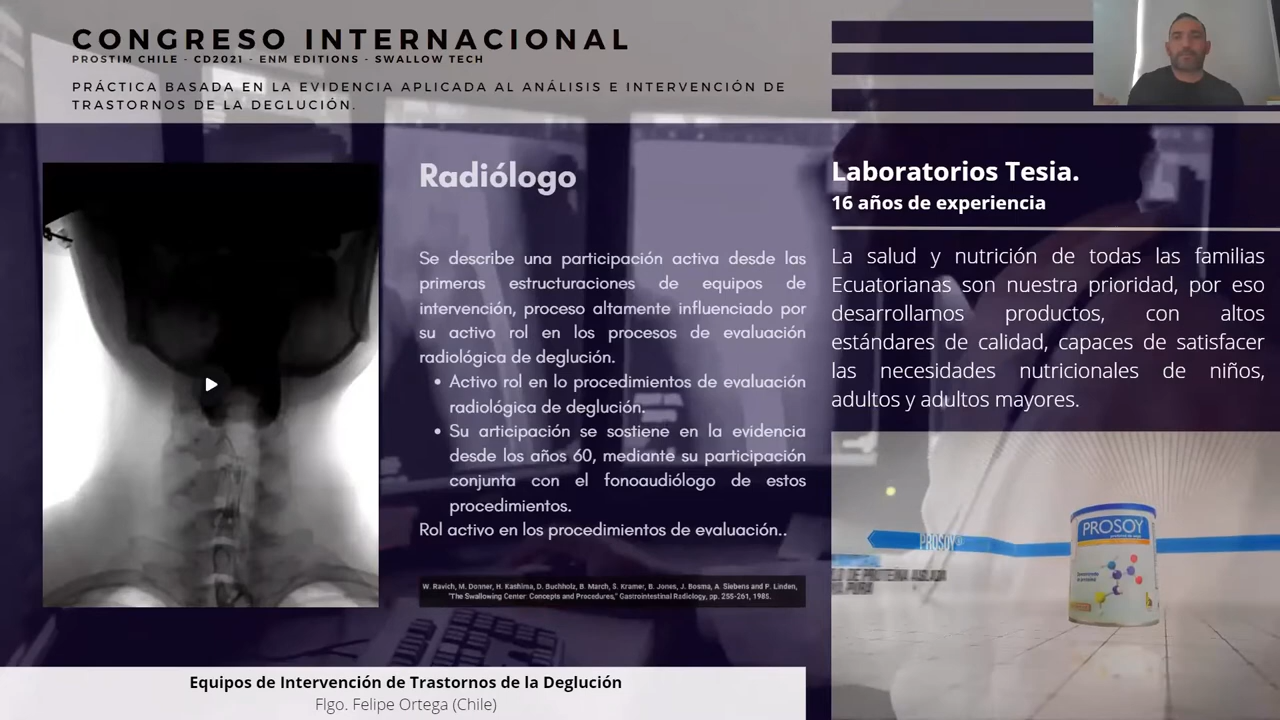 CONGRESO INTERNACIONAL
PROSTIM CHILE - CD2021 - ENM EDITIONS - SWALLOW TECH
PRÁCTICA BASADA EN LA EVIDENCIA APLICADA AL ANÁLISIS E INTERVENCIÓN DE
TRASTORNOS DE LA DEGLUCIÓN.
Radiólogo
Se describe una participación activa desde las
primeras estructuraciones de equipos de
intervención, proceso altamente influenciado por
su activo rol en los procesos de evaluación
radiológica de deglución.
• Activo rol en lo procedimientos de evaluación
radiológica de deglución.
• Su articipación se sostiene en la evidencia
desde los años 60, mediante su participación
conjunta con el fonoaudiólogo de estos
procedimientos.
Rol activo en los procedimientos de evaluación..
W. Ravich, M. Donner, H. Kashima, D. Buchholz, B. March, S. Kramer, B. Jones, J. Bosma, A. Siebens and P. Linden,
"The Swallowing Center: Concepts and Procedures," Gastrointestinal Radiology, pp. 255-261, 1985.
Equipos de Intervención de Trastornos de la Deglución
Flgo. Felipe Ortega (Chile)
Laboratorios Tesia.
16 años de experiencia
La salud y nutrición de todas las familias
Ecuatorianas son nuestra prioridad, por eso
desarrollamos productos, con altos
estándares de calidad, capaces de satisfacer
las necesidades nutricionales de niños,
adultos y adultos mayores.
PROSOY
PROSOY